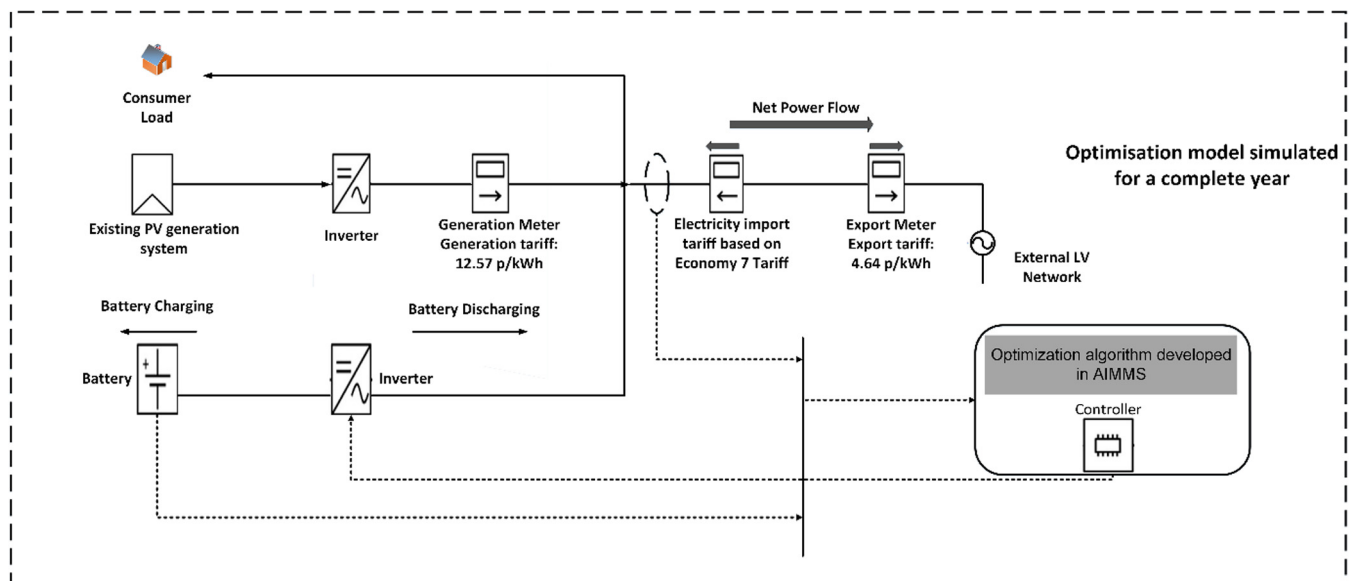 Consumer
Load
Net Power Flow
Optimisation model simulated
for a complete year
Existing PV generation
system
Inverter
Generation Meter
Generation tariff:
12.57 p/kWh
Electricity import
tariff based on
Economy 7 Tariff
Export Meter
Export tariff:
4.64 p/kWh
External LV
Network
Battery Charging
Battery Discharging
Battery
+
Inverter
Optimization algorithm developed
in AIMMS
Controller